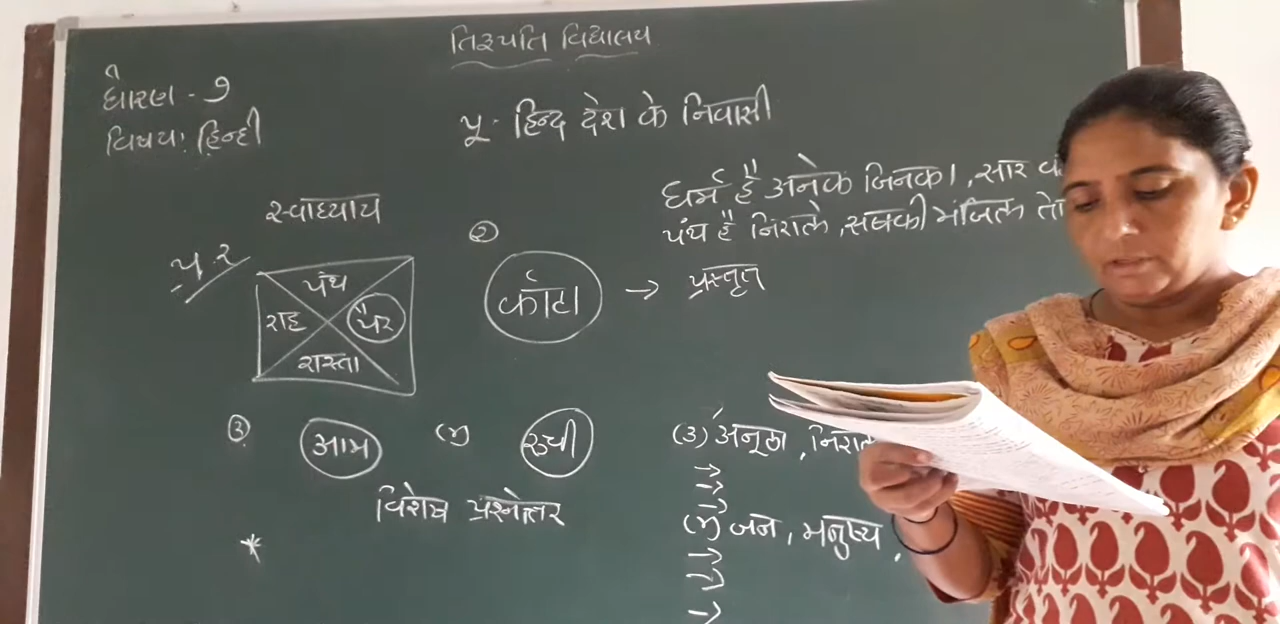 तिरूपति विद्यालय
धोरण - ७
विषय: हिन्दी
पू. हिन्द देश के निवासी
धर्म हैं अनेक जिनका, सार
पंथ है निराले, सबकी मंजिल तो
स्वाध्याय
प्र.२
पंथ
राह
पैर
रास्ता
(२)
काँटा → प्रस्तृत
(३) आम
(४) रुची
विशेष प्रश्नोत्तर
*
(३) अनूठा, निराल
→
→
→
(४) जन, मनुष्य,
→
→
→